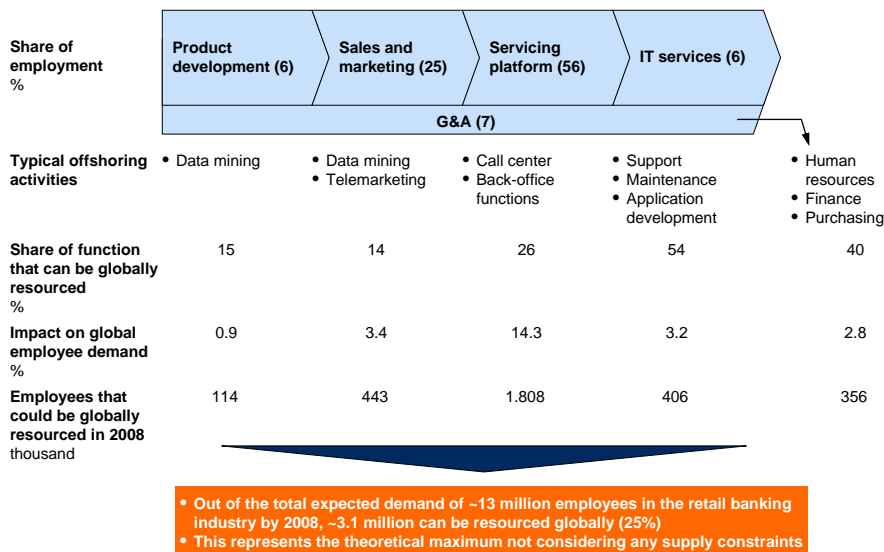 Share of
employment
%
Product
development (6)
Sales and
marketing (25)
Servicing
platform (56)
IT services (6)
G&A (7)
Typical offshoring
activities
• Data mining
• Data mining
• Telemarketing
• Call center
• Back-office
functions
• Support
• Maintenance
• Application
development
• Human
resources
• Finance
• Purchasing
Share of function
that can be globally
resourced
%
15 14 26 54 40
Impact on global
employee demand
%
0.9 3.4 14.3 3.2 2.8
Employees that
could be globally
resourced in 2008
thousand
114 443 1.808 406 356
• Out of the total expected demand of ~13 million employees in the retail banking
industry by 2008, ~3.1 million can be resourced globally (25%)
• This represents the theoretical maximum not considering any supply constraints